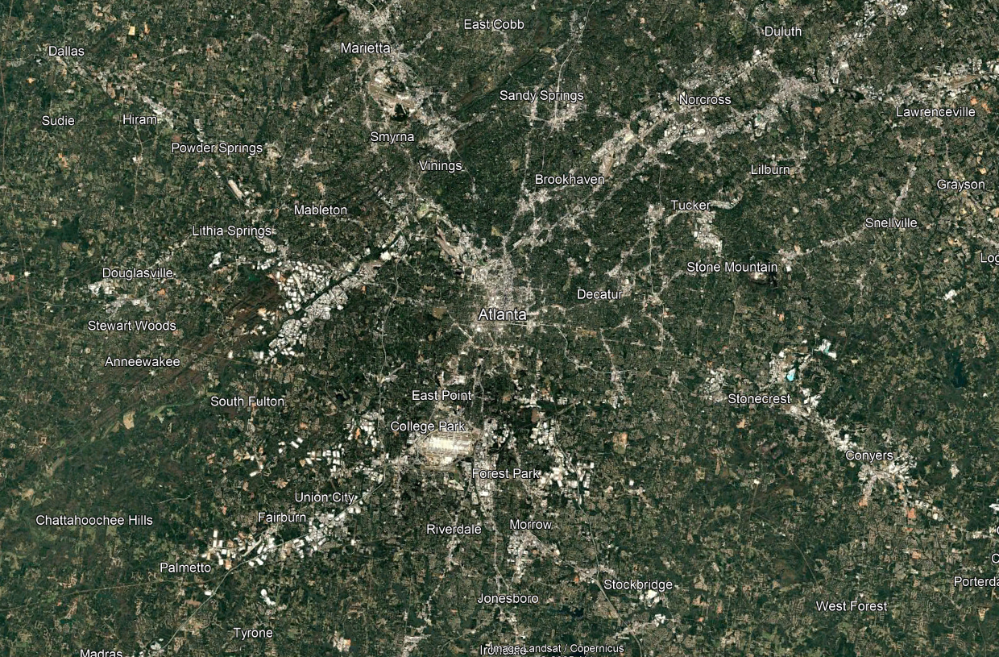 East Cobb
Duluth
Marietta
Dallas
Sandy Springs
Norcross
Lawrenceville
Sudie
Hiram
Smyrna
Powder Springs
Vinings
Lilburn
Brookhaven
Grayson
Tucker
Mableton
Snellville
Lithia Springs
Log
Stone Mountain
Douglasville
Decatur
Atlanta
Stewart Woods
Anneewakee
East Point
Stonecrest
South Fulton
College Park
Conyers
Forest Park
Union City
Fairburn
Chattahoochee Hills
Morrow
Riverdale
Palmetto
Porterda
Stockbridge
Jonesboro
West Forest
Tyrone
Image Landsat / Copernicus
Madras